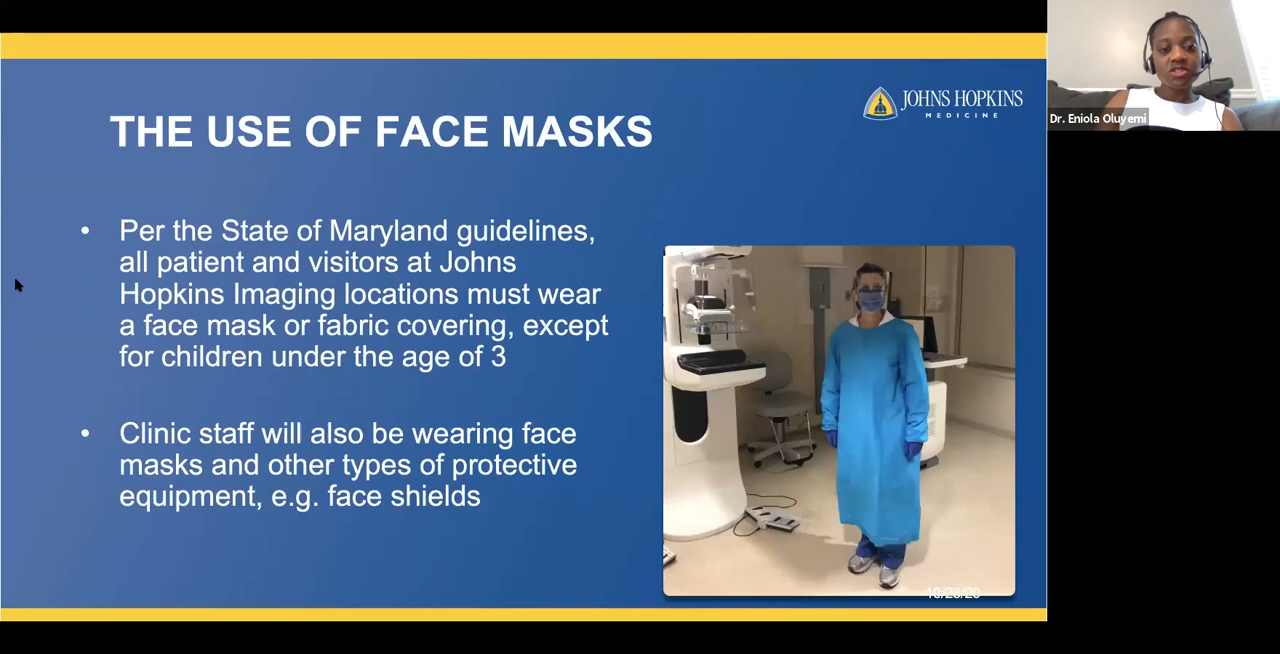 THE USE OF FACE MASKS
JOHNS HOPKINS
MEDICINE
Dr. Eniola Oluyemi
• Per the State of Maryland guidelines,
all patient and visitors at Johns
Hopkins Imaging locations must wear
a face mask or fabric covering, except
for children under the age of 3
• Clinic staff will also be wearing face
masks and other types of protective
equipment, e.g. face shields